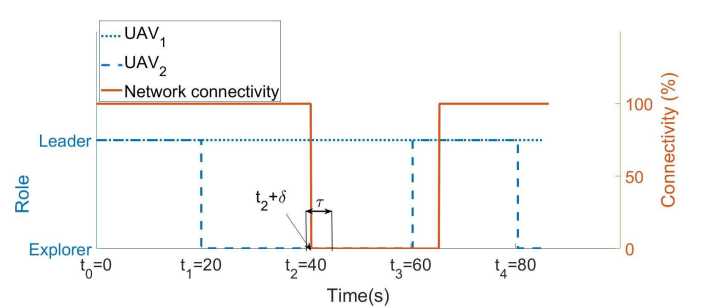 UAV₁
UAV₂
Network connectivity
Leader
Explorer
Role
t₂+δ
τ
100
50
0
Connectivity (%)
t₀=0
t₁=20
t₂=40
t₃=60
t₄=80
Time(s)